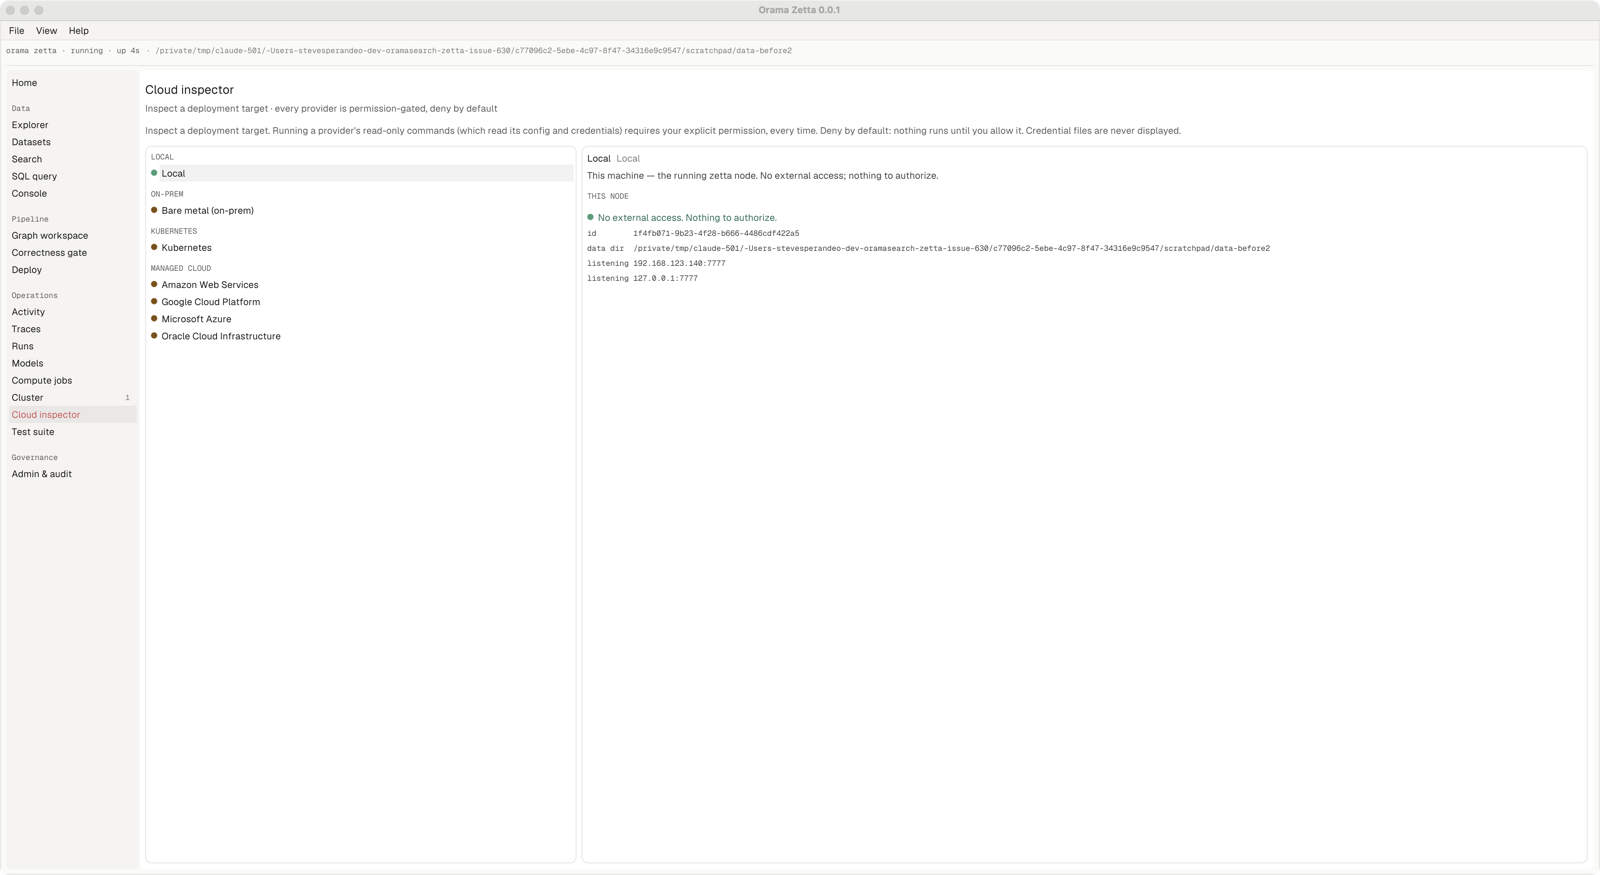 Orama Zetta 0.0.1
File View Help
orama zetta · running · up 4s · /private/tmp/claude-501/-Users-stevesperandeo-dev-oramasearch-zetta-issue-630/c77096c2-5ebe-4c97-8f47-34316e9c9547/scratchpad/data-before2
Home
Data
Explorer
Datasets
Search
SQL query
Console
Pipeline
Graph workspace
Correctness gate
Deploy
Operations
Activity
Traces
Runs
Models
Compute jobs
Cluster 1
Cloud inspector
Test suite
Governance
Admin & audit
Cloud inspector
Inspect a deployment target · every provider is permission-gated, deny by default
Inspect a deployment target. Running a provider's read-only commands (which read its config and credentials) requires your explicit permission, every time. Deny by default: nothing runs until you allow it. Credential files are never displayed.
LOCAL
Local
ON-PREM
Bare metal (on-prem)
KUBERNETES
Kubernetes
MANAGED CLOUD
Amazon Web Services
Google Cloud Platform
Microsoft Azure
Oracle Cloud Infrastructure
Local Local
This machine — the running zetta node. No external access; nothing to authorize.
THIS NODE
No external access. Nothing to authorize.
id 1f4fb071-9b23-4f28-b666-4486cdf422a5
data dir /private/tmp/claude-501/-Users-stevesperandeo-dev-oramasearch-zetta-issue-630/c77096c2-5ebe-4c97-8f47-34316e9c9547/scratchpad/data-before2
listening 192.168.123.140:7777
listening 127.0.0.1:7777